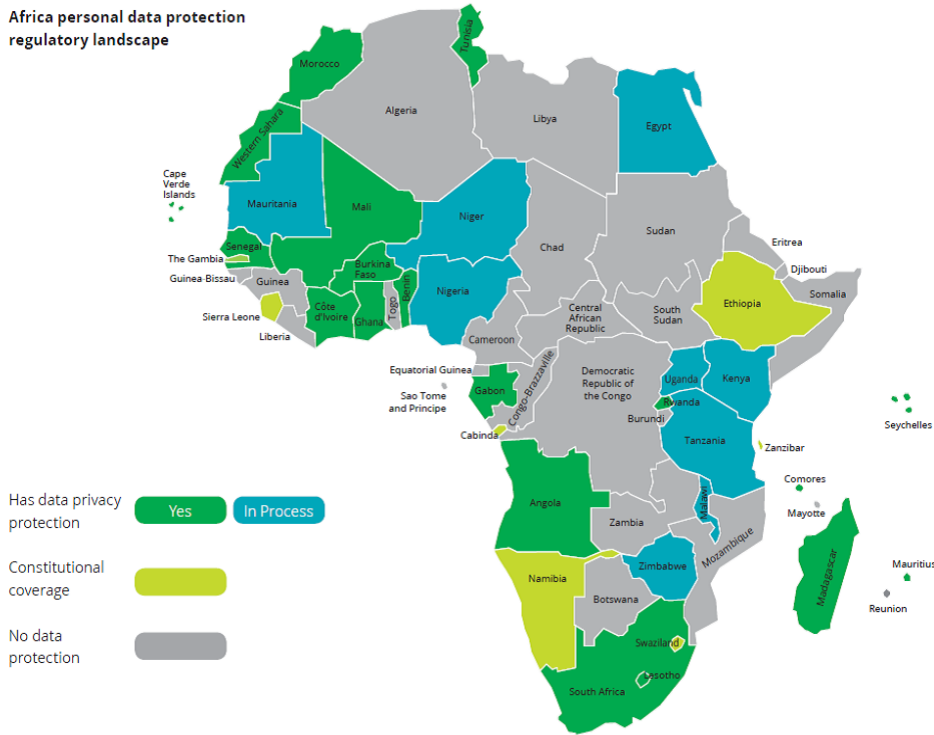 Africa personal data protection
regulatory landscape
Tunisia
Morocco
Algeria
Libya
Egypt
Western Sahara
Cape
Verde
Islands
Mauritania
Mali
Niger
Chad
Sudan
Eritrea
Senegal
The Gambia
Guinea-Bissau
Guinea
Burkina
Faso
Benin
Togo
Nigeria
Djibouti
Somalia
Ethiopia
Sierra Leone
Liberia
Côte
d'Ivoire
Ghana
Cameroon
Central
African
Republic
South
Sudan
Equatorial Guinea
Sao Tome
and Principe
Gabon
Congo-Brazzaville
Democratic
Republic of
the Congo
Uganda
Kenya
Rwanda
Burundi
Tanzania
Seychelles
Cabinda
Zanzibar
Comores
Mayotte
Angola
Zambia
Malawi
Mozambique
Madagascar
Mauritius
Reunion
Namibia
Zimbabwe
Botswana
Swaziland
Lesotho
South Africa
Has data privacy
protection
Yes
In Process
Constitutional
coverage
No data
protection